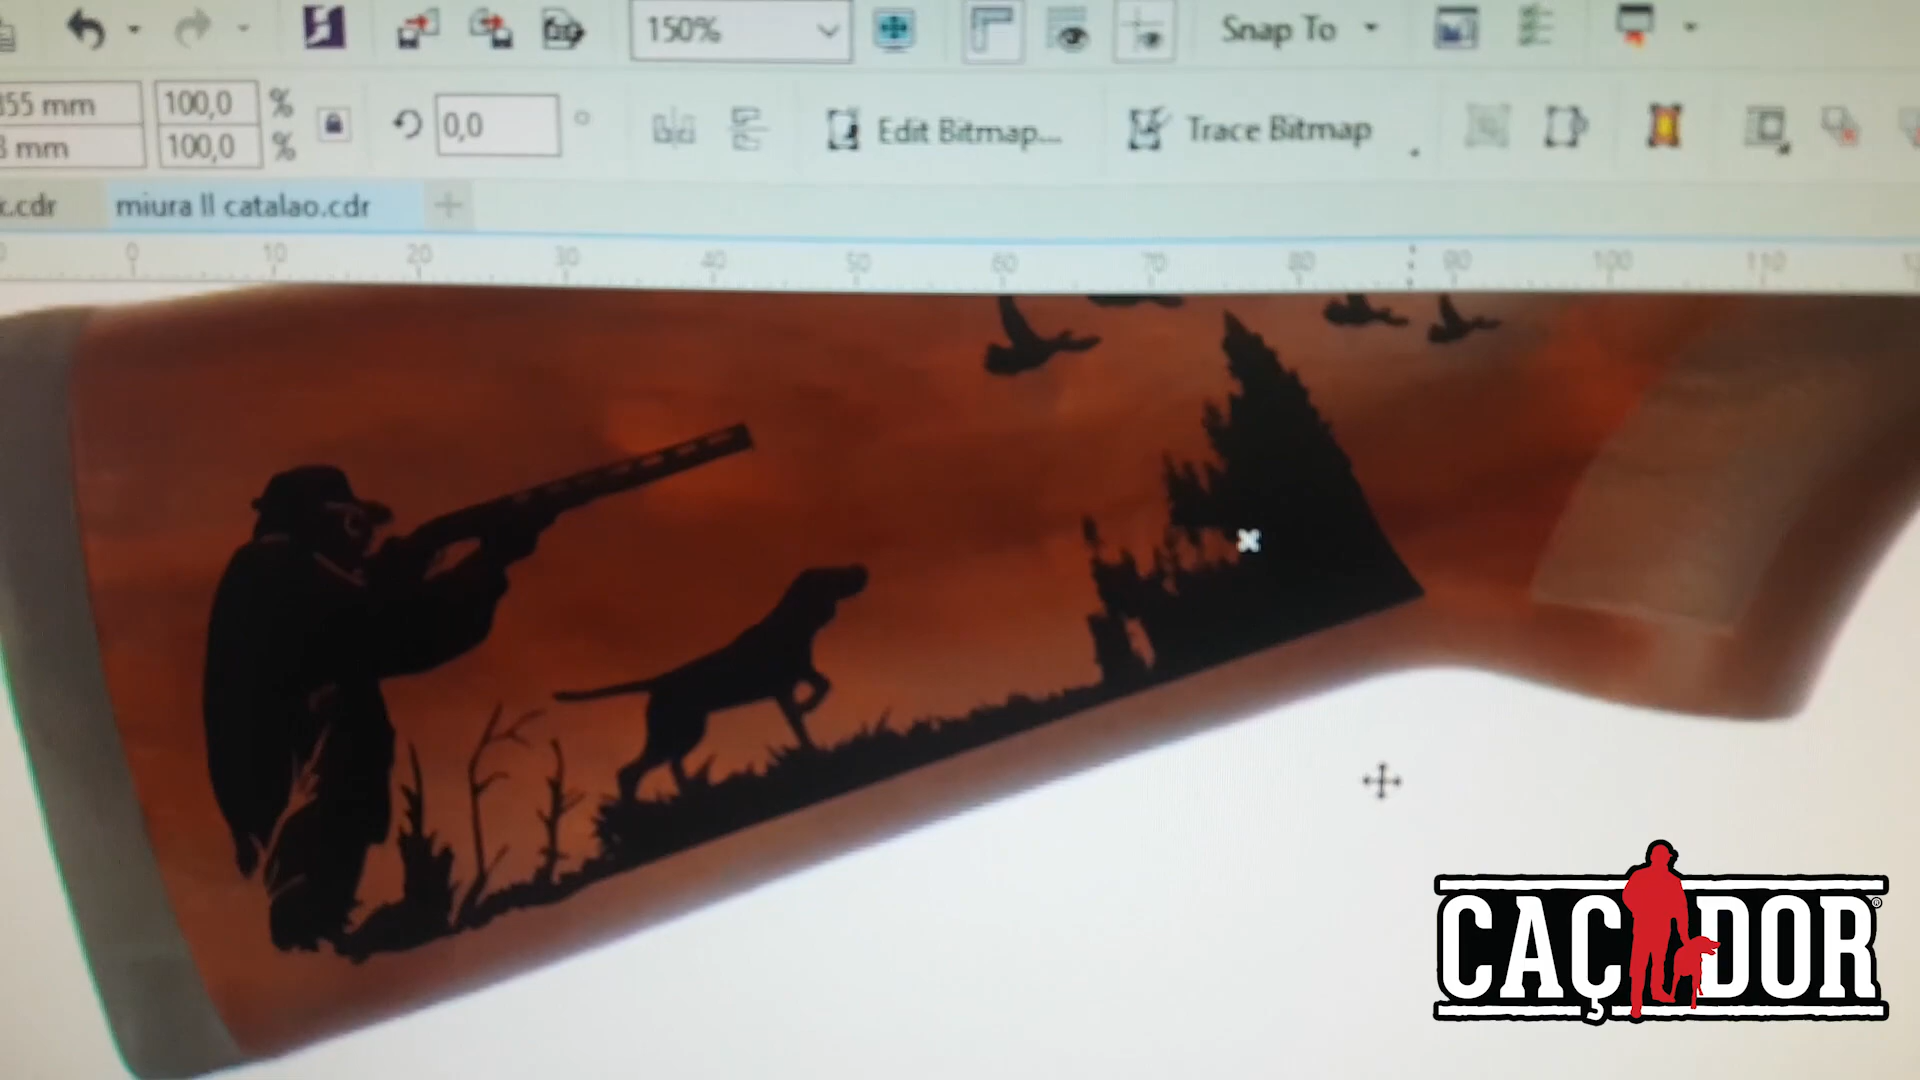 150%
Snap To
355 mm 100,0 %
3 mm 100,0 %
0,0 °
Edit Bitmap...
Trace Bitmap
.cdr
miura II catalao.cdr
0 10 20 30 40 50 60 70 80 90 100 110
CAÇADOR®